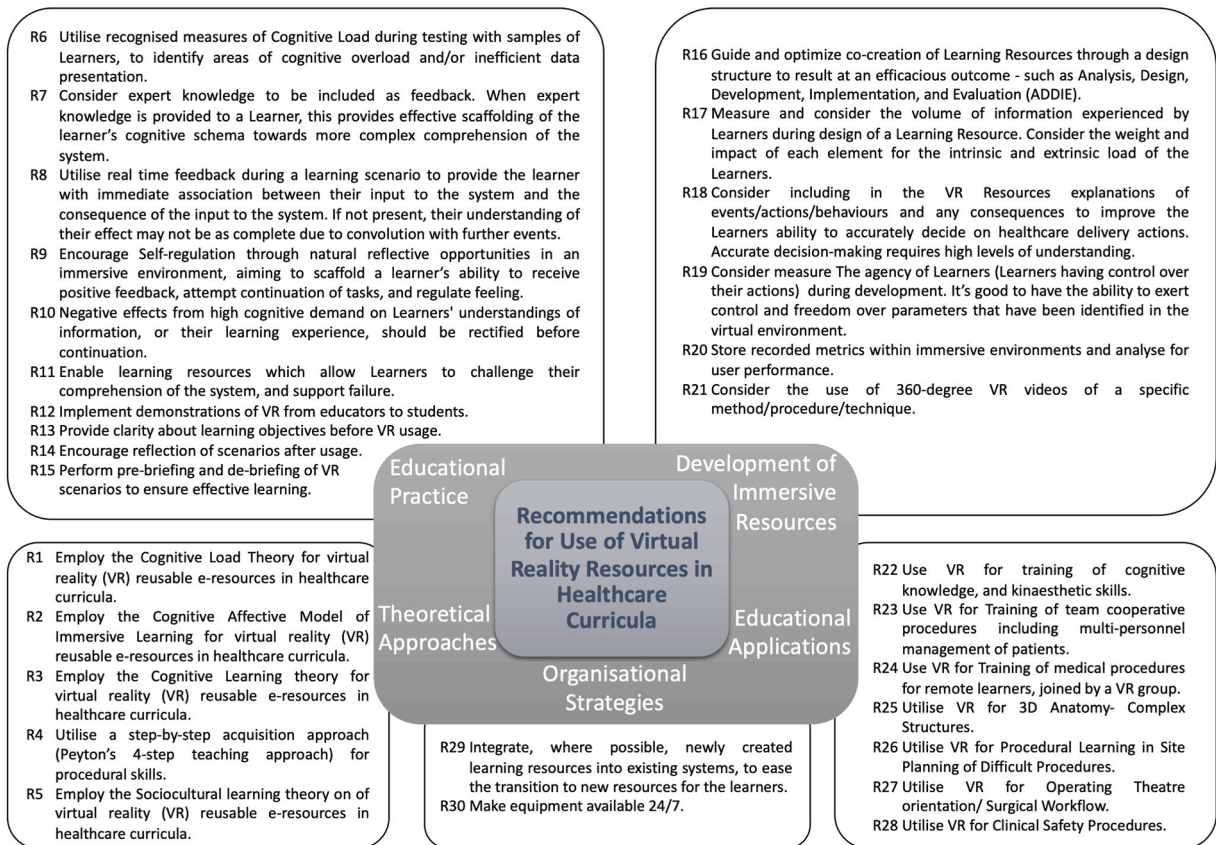 R6 Utilise recognised measures of Cognitive Load during testing with samples of
Learners, to identify areas of cognitive overload and/or inefficient data
presentation.
R7 Consider expert knowledge to be included as feedback. When expert
knowledge is provided to a Learner, this provides effective scaffolding of the
learner's cognitive schema towards more complex comprehension of the
system.
R8 Utilise real time feedback during a learning scenario to provide the learner
with immediate association between their input to the system and the
consequence of the input to the system. If not present, their understanding of
their effect may not be as complete due to convolution with further events.
R9 Encourage Self-regulation through natural reflective opportunities in an
immersive environment, aiming to scaffold a learner's ability to receive
positive feedback, attempt continuation of tasks, and regulate feeling.
R10 Negative effects from high cognitive demand on Learners' understandings of
information, or their learning experience, should be rectified before
continuation.
R11 Enable learning resources which allow Learners to challenge their
comprehension of the system, and support failure.
R12 Implement demonstrations of VR from educators to students.
R13 Provide clarity about learning objectives before VR usage.
R14 Encourage reflection of scenarios after usage.
R15 Perform pre-briefing and de-briefing of VR
scenarios to ensure effective learning.
R16 Guide and optimize co-creation of Learning Resources through a design
structure to result at an efficacious outcome - such as Analysis, Design,
Development, Implementation, and Evaluation (ADDIE).
R17 Measure and consider the volume of information experienced by
Learners during design of a Learning Resource. Consider the weight and
impact of each element for the intrinsic and extrinsic load of the
Learners.
R18 Consider including in the VR Resources explanations of
events/actions/behaviours and any consequences to improve the
Learners ability to accurately decide on healthcare delivery actions.
Accurate decision-making requires high levels of understanding.
R19 Consider measure The agency of Learners (Learners having control over
their actions) during development. It's good to have the ability to exert
control and freedom over parameters that have been identified in the
virtual environment.
R20 Store recorded metrics within immersive environments and analyse for
user performance.
R21 Consider the use of 360-degree VR videos of a specific
method/procedure/technique.
Educational
Practice
Development of
Immersive
Resources
Recommendations
for Use of Virtual
Reality Resources in
Healthcare
Curricula
Theoretical
Approaches
Educational
Applications
Organisational
Strategies
R1 Employ the Cognitive Load Theory for virtual
reality (VR) reusable e-resources in healthcare
curricula.
R2 Employ the Cognitive Affective Model of
Immersive Learning for virtual reality (VR)
reusable e-resources in healthcare curricula.
R3 Employ the Cognitive Learning theory for
virtual reality (VR) reusable e-resources in
healthcare curricula.
R4 Utilise a step-by-step acquisition approach
(Peyton's 4-step teaching approach) for
procedural skills.
R5 Employ the Sociocultural learning theory on of
virtual reality (VR) reusable e-resources in
healthcare curricula.
R29 Integrate, where possible, newly created
learning resources into existing systems, to ease
the transition to new resources for the learners.
R30 Make equipment available 24/7.
R22 Use VR for training of cognitive
knowledge, and kinaesthetic skills.
R23 Use VR for Training of team cooperative
procedures including multi-personnel
management of patients.
R24 Use VR for Training of medical procedures
for remote learners, joined by a VR group.
R25 Utilise VR for 3D Anatomy- Complex
Structures.
R26 Utilise VR for Procedural Learning in Site
Planning of Difficult Procedures.
R27 Utilise VR for Operating Theatre
orientation/ Surgical Workflow.
R28 Utilise VR for Clinical Safety Procedures.